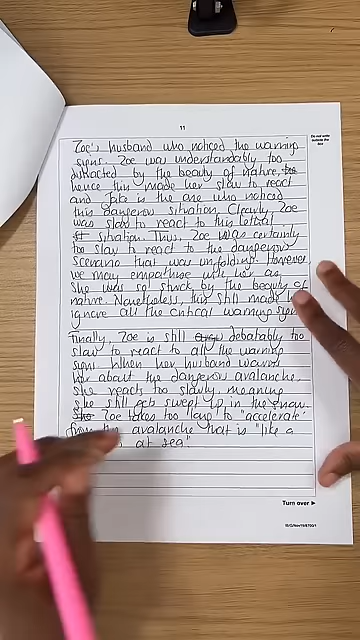 11
Do not write
outside the
box
Zoe's husband who noticed the warning
signs. Zoe was understandably too
distracted by the beauty of nature,
hence this made her slow to react
and Jake is the one who noticed
this dangerous situation. Clearly, Zoe
was slow to react to this lethal
situation. Thus, Zoe was certainly
too slow to react to the dangerous
scenario that was unfolding. However
we may empathise with her as
she was so struck by the beauty of
nature. Nonetheless, this still made
ignore all the critical warning signs
Finally, Zoe is still debatably too
slow to react to all the warning
signs. When her husband warns
her about the dangerous avalanche,
she reacts too slowly, meaning
she still gets swept up in the snow.
Zoe takes too long to "accelerate"
from the avalanche that is "like a
at sea".
Turn over ►
IB/G/Nov19/8700/1